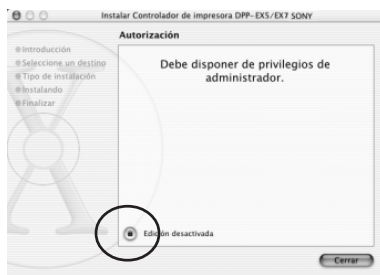 Instalar Controlador de impresora DPP-EX5/EX7 SONY
Autorización
Introducción
Seleccione un destino
Tipo de instalación
Instalando
Finalizar
Debe disponer de privilegios de
administrador.
Edición desactivada
Cerrar